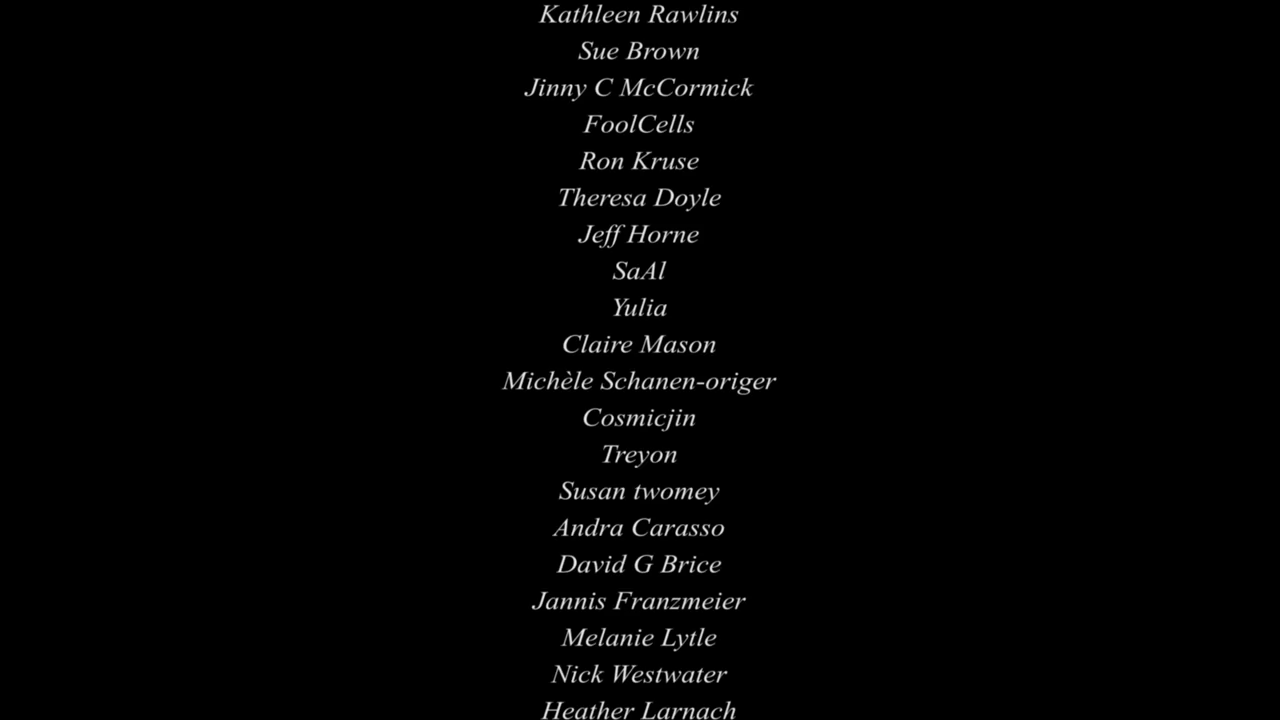 Kathleen Rawlins
Sue Brown
Jinny C McCormick
FoolCells
Ron Kruse
Theresa Doyle
Jeff Horne
SaAl
Yulia
Claire Mason
Michèle Schanen-origer
Cosmicjin
Treyon
Susan twomey
Andra Carasso
David G Brice
Jannis Franzmeier
Melanie Lytle
Nick Westwater
Heather Larnach